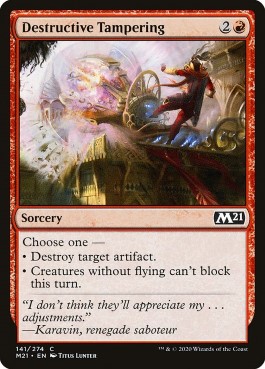 Destructive Tampering 2
Sorcery M21
Choose one —
• Destroy target artifact.
• Creatures without flying can't block
this turn.
“I don't think they'll appreciate my . . .
adjustments.”
—Karavin, renegade saboteur
141/274 C
M21 • EN Titus Lunter ™ & © 2020 Wizards of the Coast